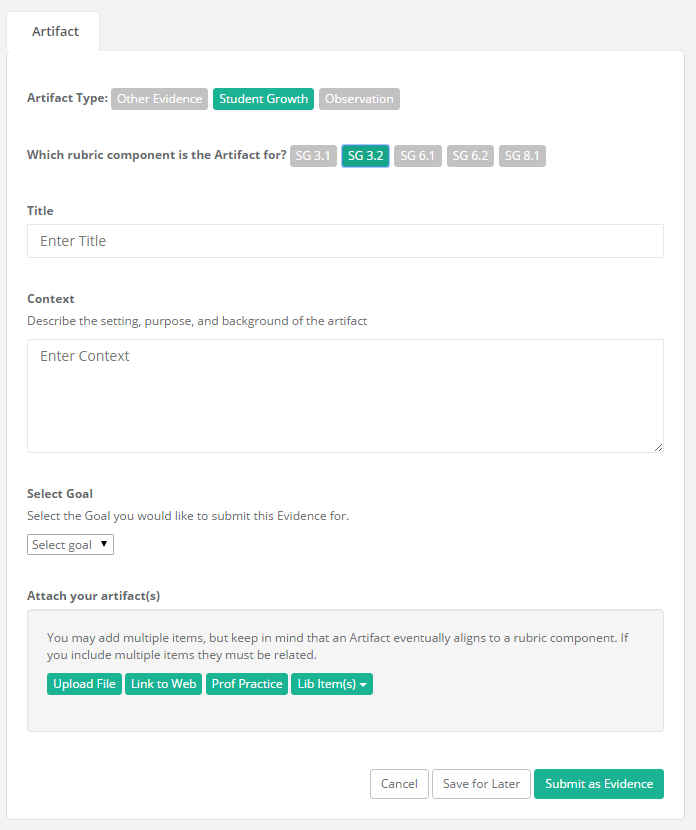 Artifact
Artifact Type: Other Evidence Student Growth Observation
Which rubric component is the Artifact for? SG 3.1 SG 3.2 SG 6.1 SG 6.2 SG 8.1
Title
Enter Title
Context
Describe the setting, purpose, and background of the artifact
Enter Context
Select Goal
Select the Goal you would like to submit this Evidence for.
Select goal
Attach your artifact(s)
You may add multiple items, but keep in mind that an Artifact eventually aligns to a rubric component. If
you include multiple items they must be related.
Upload File Link to Web Prof Practice Lib Item(s)
Cancel Save for Later Submit as Evidence